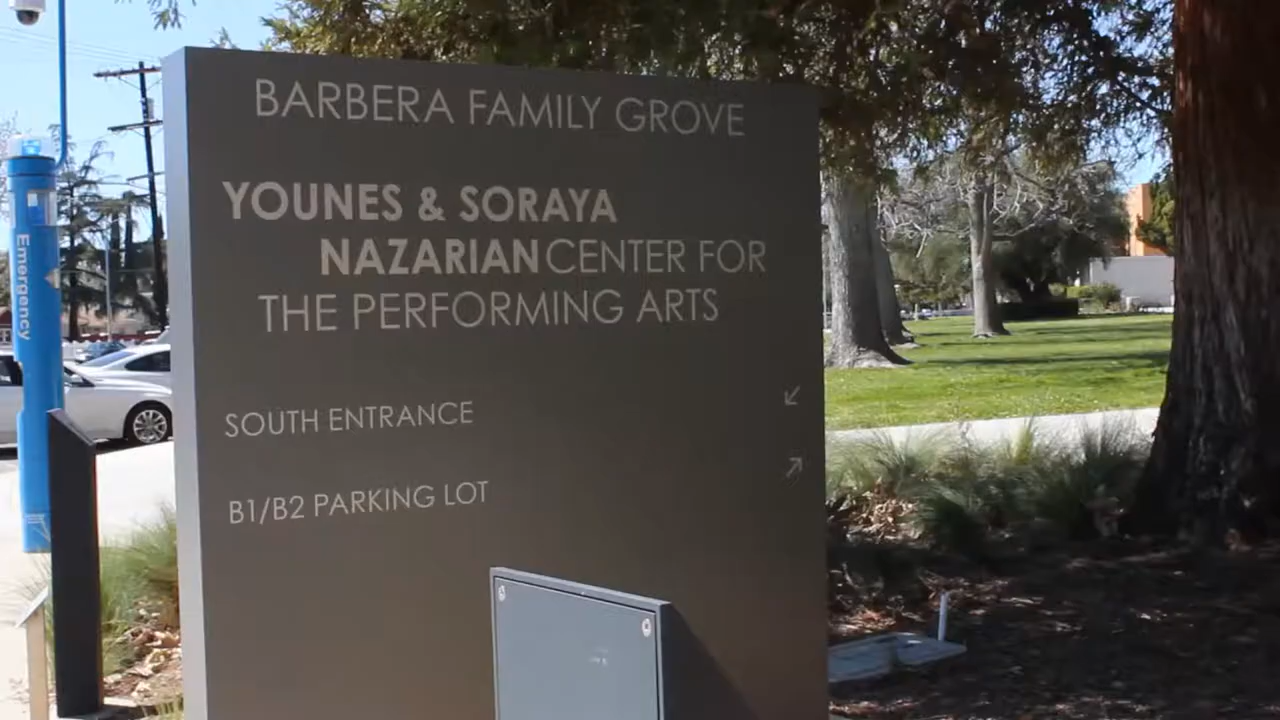 BARBERA FAMILY GROVE
YOUNES & SORAYA
NAZARIAN CENTER FOR
THE PERFORMING ARTS
SOUTH ENTRANCE
B1/B2 PARKING LOT
Emergency